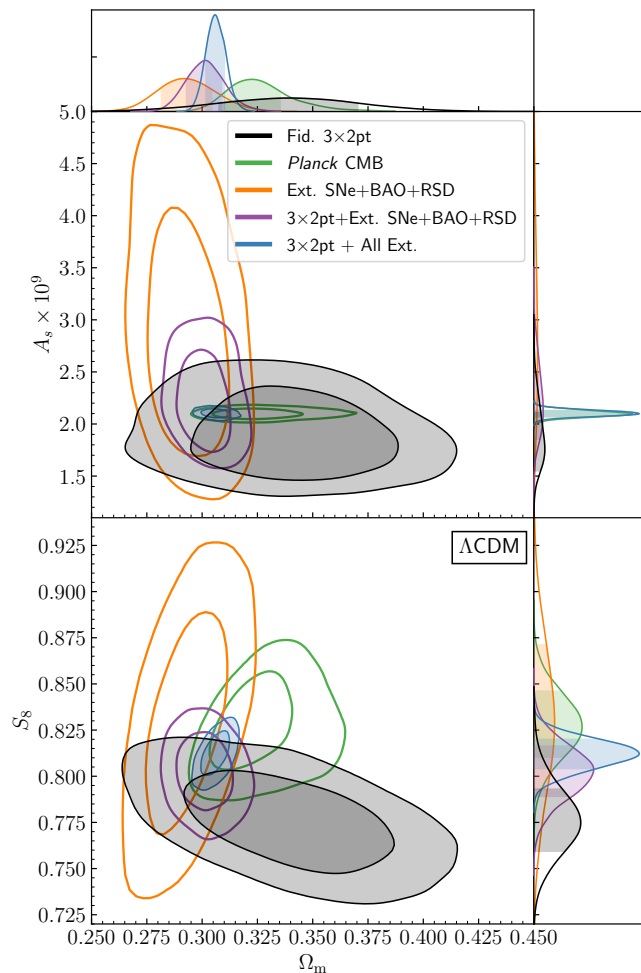 5.0
4.5
4.0
3.5
3.0
2.5
2.0
1.5
A_s × 10^9
Fid. 3×2pt
Planck CMB
Ext. SNe+BAO+RSD
3×2pt+Ext. SNe+BAO+RSD
3×2pt + All Ext.
ΛCDM
0.925
0.900
0.875
0.850
0.825
0.800
0.775
0.750
0.725
S_8
0.250 0.275 0.300 0.325 0.350 0.375 0.400 0.425 0.450
Ω_m